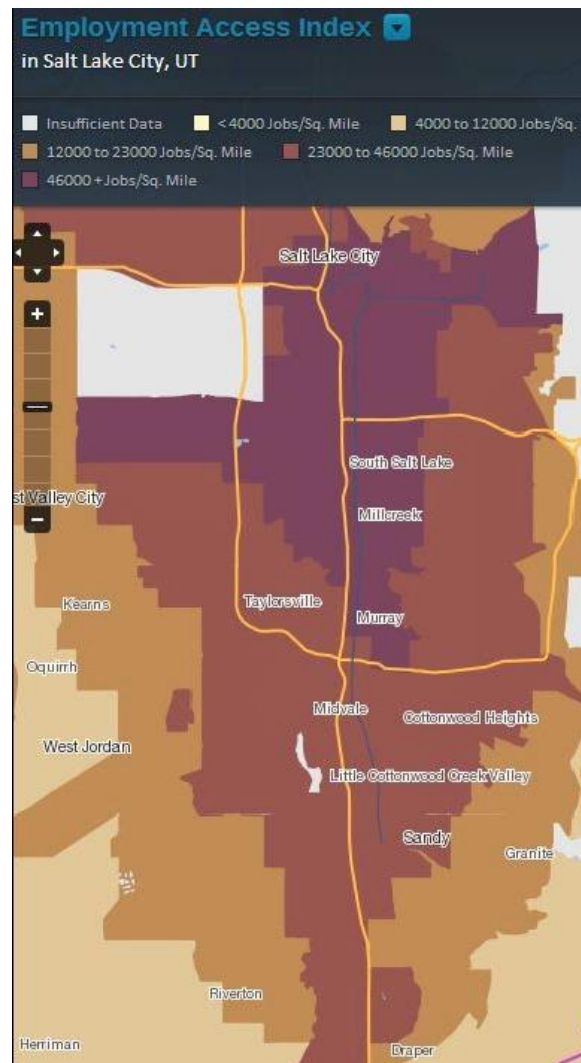 Employment Access Index
in Salt Lake City, UT
Insufficient Data < 4000 Jobs/Sq. Mile 4000 to 12000 Jobs/Sq.
12000 to 23000 Jobs/Sq. Mile 23000 to 46000 Jobs/Sq. Mile
46000 + Jobs/Sq. Mile
Salt Lake City
+
South Salt Lake
st Valley City
Millcreek
−
Taylorsville
Kearns
Murray
Oquirrh
Midvale
Cottonwood Heights
West Jordan
Little Cottonwood Creek Valley
Sandy
Granite
Riverton
Herriman
Draper